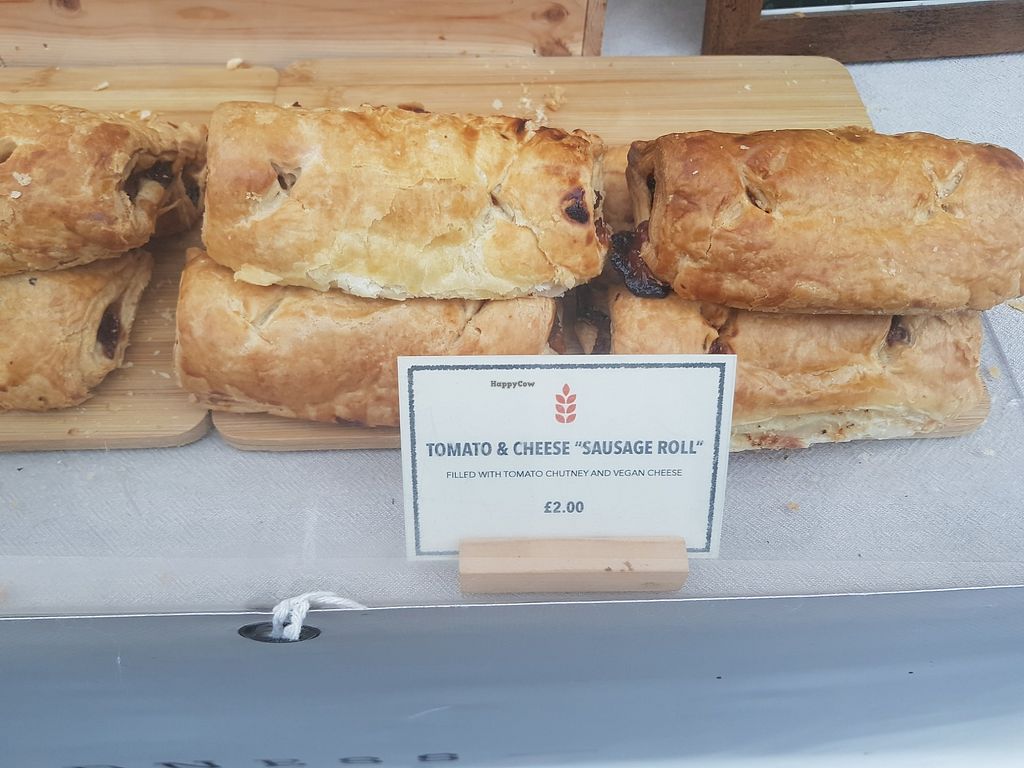 HappyCow
TOMATO & CHEESE "SAUSAGE ROLL"
FILLED WITH TOMATO CHUTNEY AND VEGAN CHEESE
£2.00